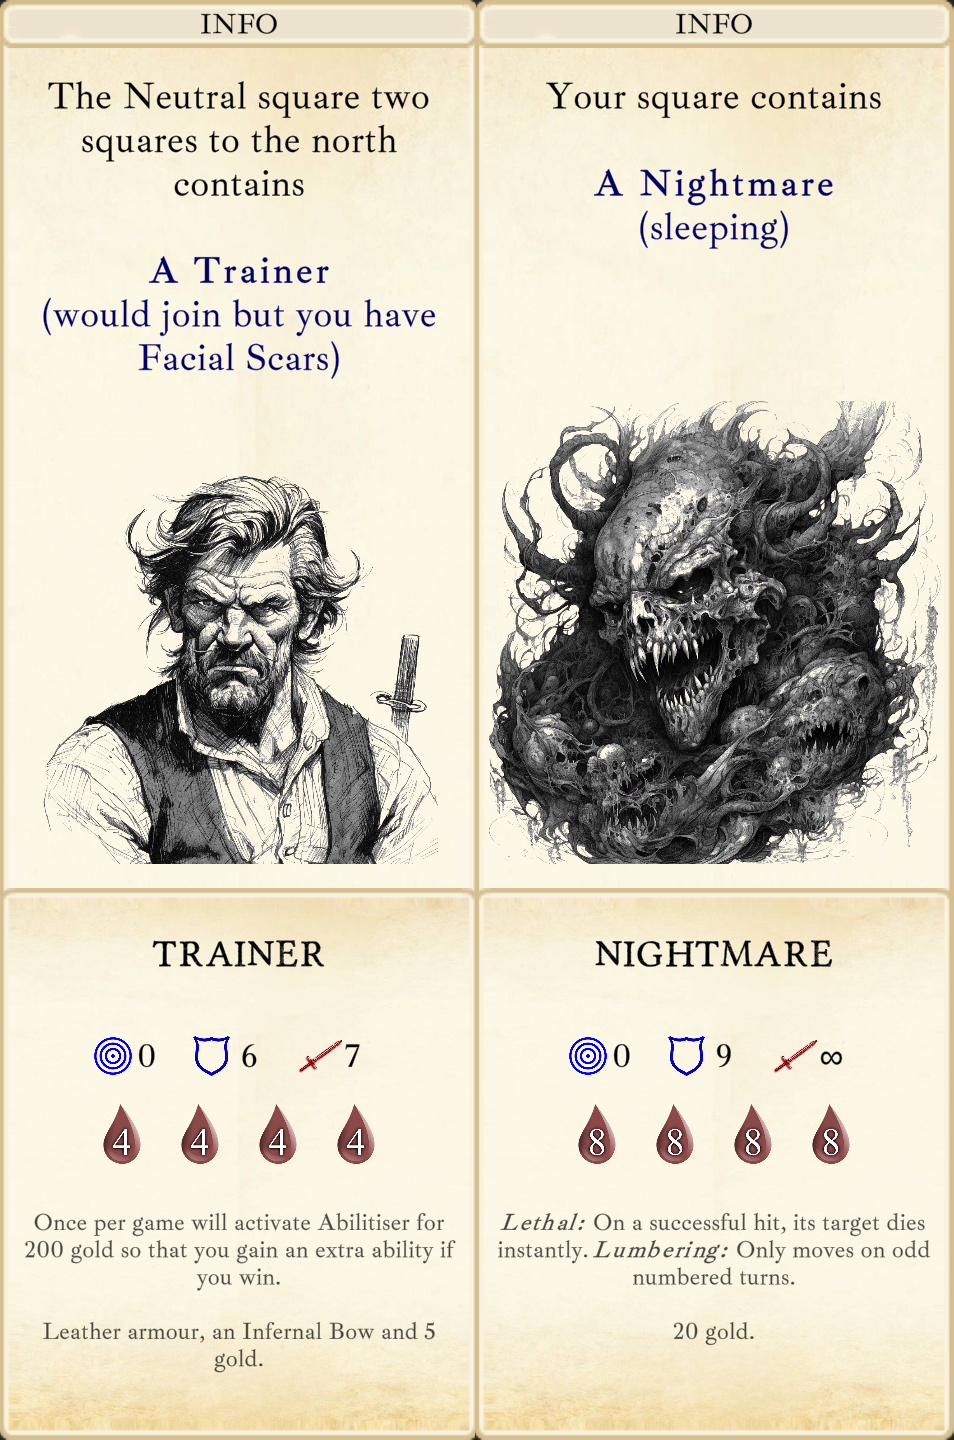 INFO
The Neutral square two
squares to the north
contains
A Trainer
(would join but you have
Facial Scars)
TRAINER
0 6 7
4 4 4 4
Once per game will activate Abilitiser for
200 gold so that you gain an extra ability if
you win.
Leather armour, an Infernal Bow and 5
gold.
INFO
Your square contains
A Nightmare
(sleeping)
NIGHTMARE
0 9 ∞
8 8 8 8
Lethal: On a successful hit, its target dies
instantly. Lumbering: Only moves on odd
numbered turns.
20 gold.